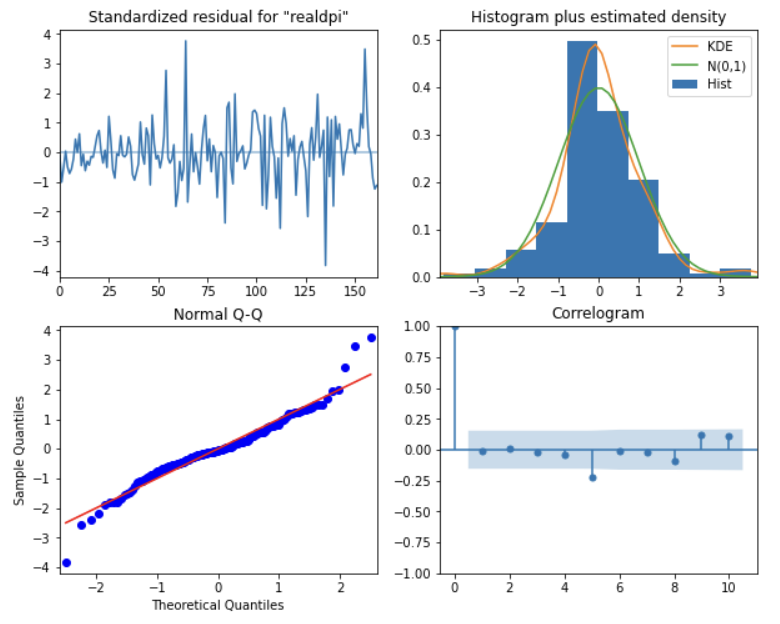 Standardized residual for "realdpi"
4
3
2
1
0
−1
−2
−3
−4
0 25 50 75 100 125 150
Histogram plus estimated density
KDE
N(0,1)
Hist
0.5
0.4
0.3
0.2
0.1
0.0
−3 −2 −1 0 1 2 3
Normal Q-Q
Sample Quantiles
4
3
2
1
0
−1
−2
−3
−4
−2 −1 0 1 2
Theoretical Quantiles
Correlogram
1.00
0.75
0.50
0.25
0.00
−0.25
−0.50
−0.75
−1.00
0 2 4 6 8 10